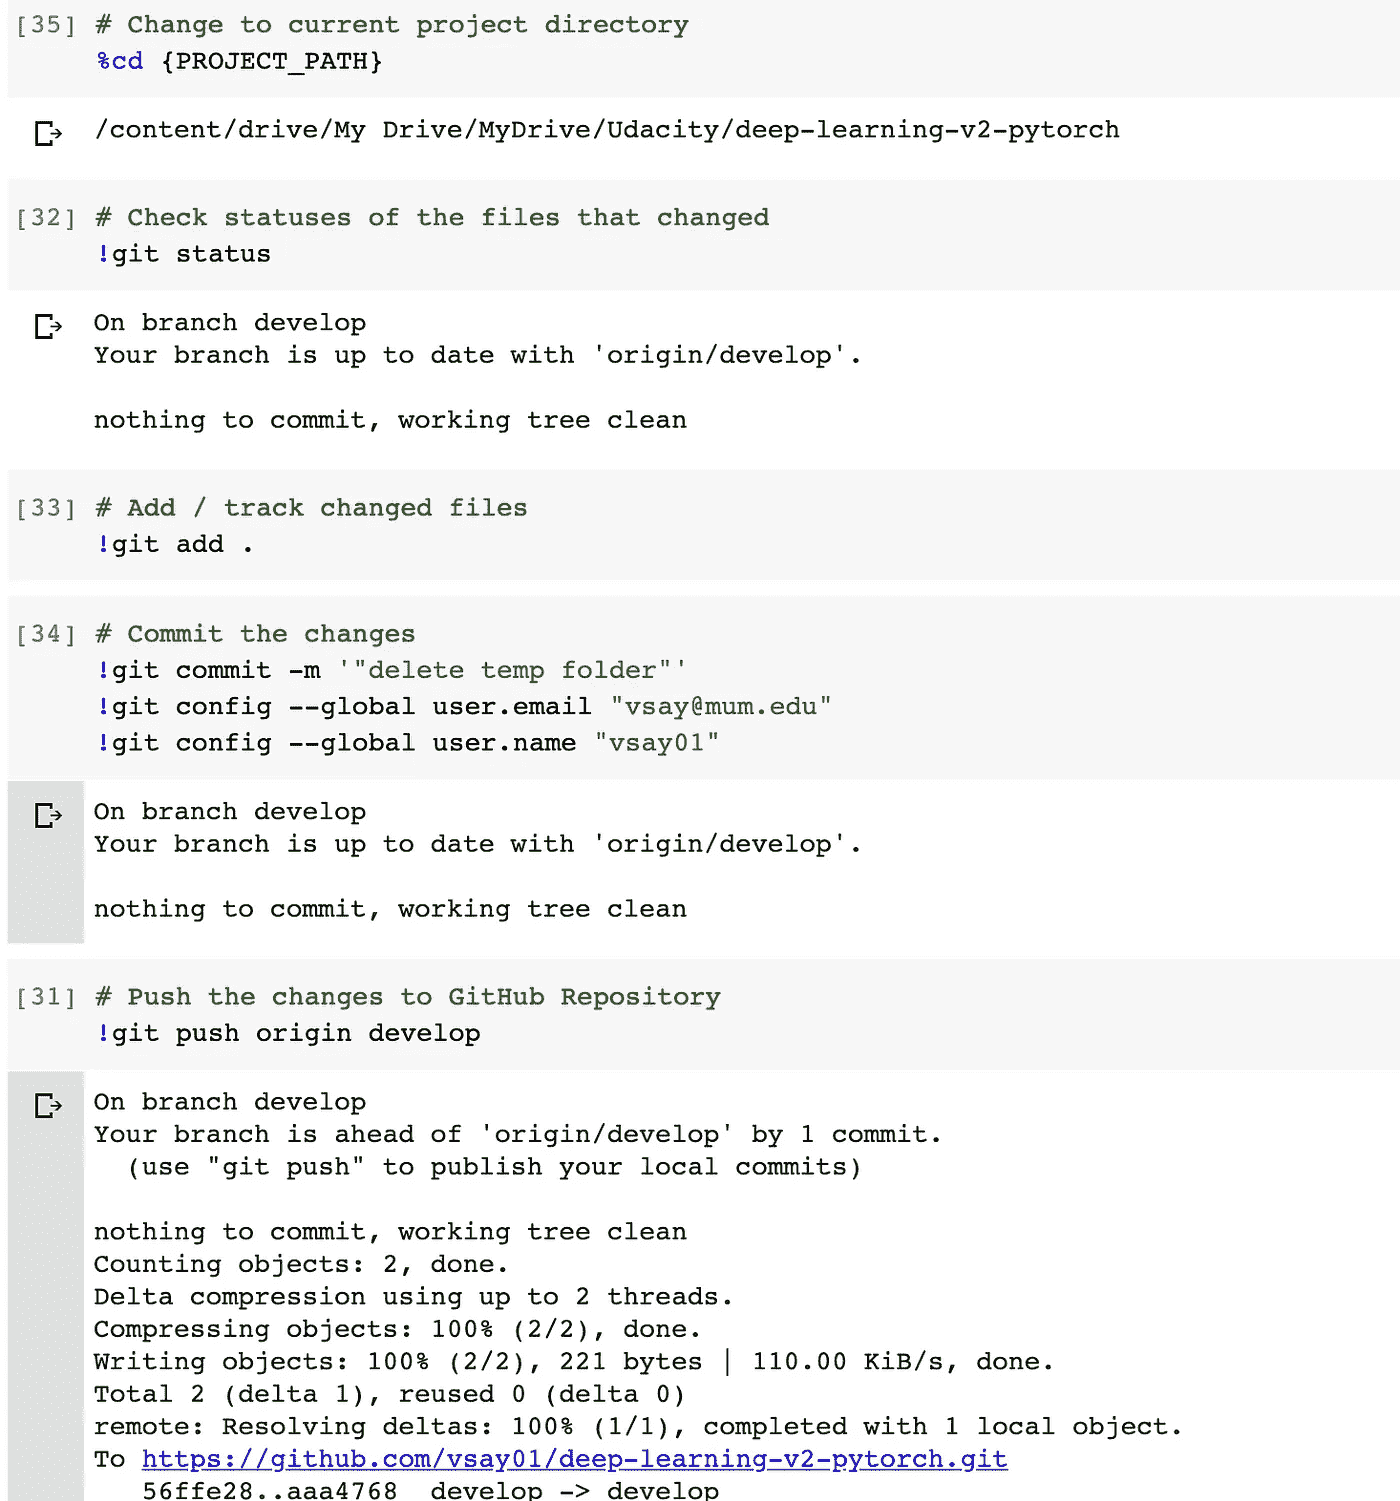 [35] # Change to current project directory
%cd {PROJECT_PATH}
/content/drive/My Drive/MyDrive/Udacity/deep-learning-v2-pytorch
[32] # Check statuses of the files that changed
!git status
On branch develop
Your branch is up to date with 'origin/develop'.
nothing to commit, working tree clean
[33] # Add / track changed files
!git add .
[34] # Commit the changes
!git commit -m '"delete temp folder"'
!git config --global user.email "vsay@mum.edu"
!git config --global user.name "vsay01"
On branch develop
Your branch is up to date with 'origin/develop'.
nothing to commit, working tree clean
[31] # Push the changes to GitHub Repository
!git push origin develop
On branch develop
Your branch is ahead of 'origin/develop' by 1 commit.
(use "git push" to publish your local commits)
nothing to commit, working tree clean
Counting objects: 2, done.
Delta compression using up to 2 threads.
Compressing objects: 100% (2/2), done.
Writing objects: 100% (2/2), 221 bytes | 110.00 KiB/s, done.
Total 2 (delta 1), reused 0 (delta 0)
remote: Resolving deltas: 100% (1/1), completed with 1 local object.
To https://github.com/vsay01/deep-learning-v2-pytorch.git
56ffe28..aaa4768 develop -> develop